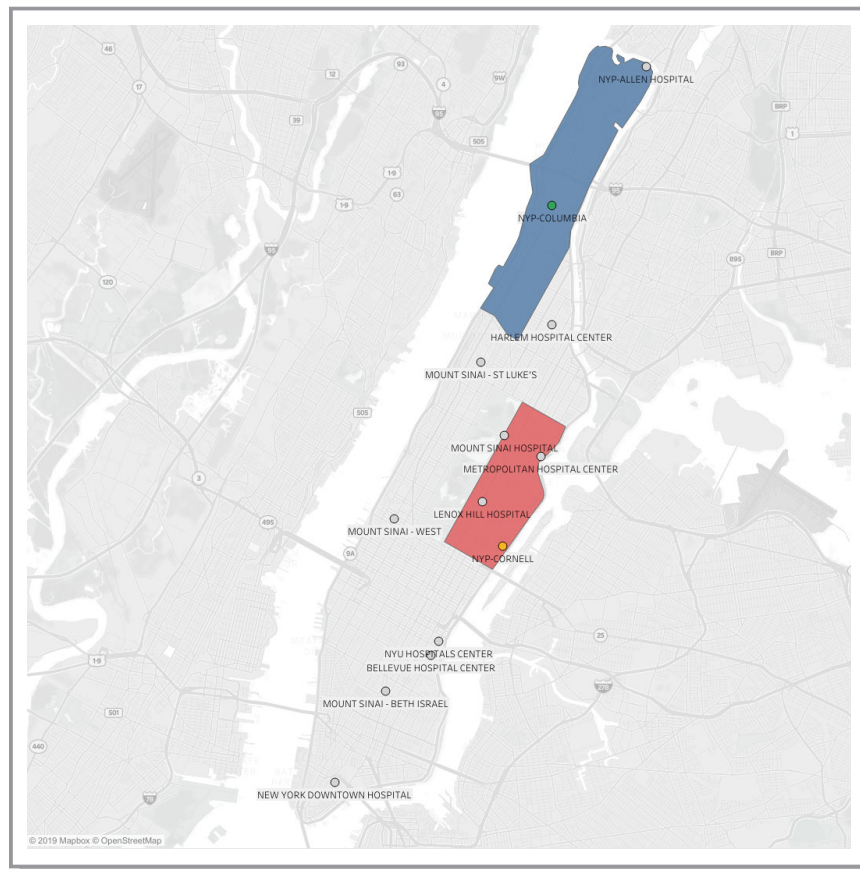 46
93
12
9W
NYP-ALLEN HOSPITAL
17
4
BRP
39
95
1
505
1-9
95
63
1-9
NYP-COLUMBIA
95
BRP
895
120
HARLEM HOSPITAL CENTER
MOUNT SINAI - ST LUKE'S
505
MOUNT SINAI HOSPITAL
METROPOLITAN HOSPITAL CENTER
3
LENOX HILL HOSPITAL
495
MOUNT SINAI - WEST
9A
NYP-CORNELL
25
NYU HOSPITALS CENTER
1-9
BELLEVUE HOSPITAL CENTER
278
MOUNT SINAI - BETH ISRAEL
501
440
NEW YORK DOWNTOWN HOSPITAL
78
© 2019 Mapbox © OpenStreetMap